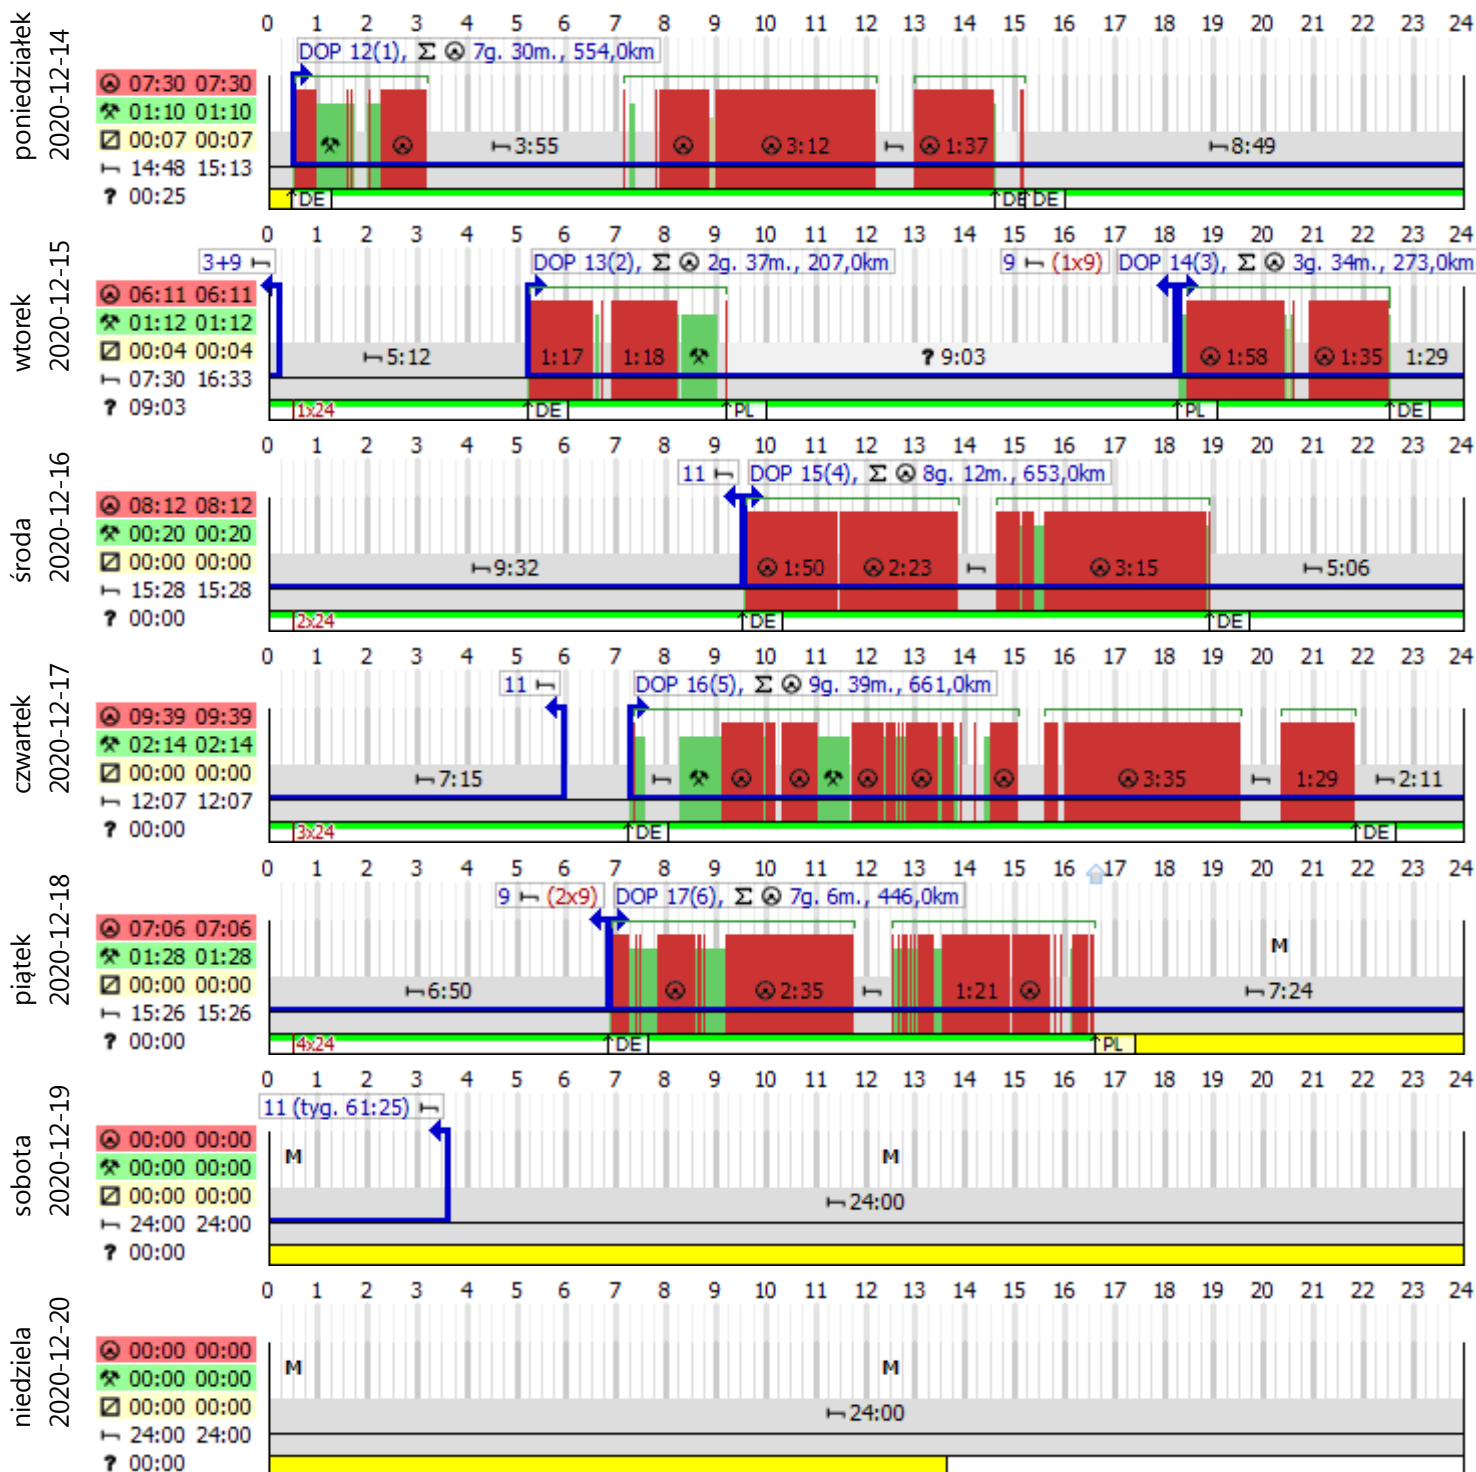 0 1 2 3 4 5 6 7 8 9 10 11 12 13 14 15 16 17 18 19 20 21 22 23 24
poniedziałek
2020-12-14
DOP 12(1), Σ 7g. 30m., 554,0km
07:30 07:30
01:10 01:10
00:07 00:07
14:48 15:13
? 00:25
3:55 3:12 1:37 8:49
DE DE DE
0 1 2 3 4 5 6 7 8 9 10 11 12 13 14 15 16 17 18 19 20 21 22 23 24
wtorek
2020-12-15
3+9 DOP 13(2), Σ 2g. 37m., 207,0km 9 (1x9) DOP 14(3), Σ 3g. 34m., 273,0km
06:11 06:11
01:12 01:12
00:04 00:04
07:30 16:33
? 09:03
5:12 1:17 1:18 ? 9:03 1:58 1:35 1:29
1x24 DE PL PL DE
0 1 2 3 4 5 6 7 8 9 10 11 12 13 14 15 16 17 18 19 20 21 22 23 24
środa
2020-12-16
11 DOP 15(4), Σ 8g. 12m., 653,0km
08:12 08:12
00:20 00:20
00:00 00:00
15:28 15:28
? 00:00
9:32 1:50 2:23 3:15 5:06
2x24 DE DE
0 1 2 3 4 5 6 7 8 9 10 11 12 13 14 15 16 17 18 19 20 21 22 23 24
czwartek
2020-12-17
11 DOP 16(5), Σ 9g. 39m., 661,0km
09:39 09:39
02:14 02:14
00:00 00:00
12:07 12:07
? 00:00
7:15 3:35 1:29 2:11
3x24 DE DE
0 1 2 3 4 5 6 7 8 9 10 11 12 13 14 15 16 17 18 19 20 21 22 23 24
piątek
2020-12-18
9 (2x9) DOP 17(6), Σ 7g. 6m., 446,0km
07:06 07:06
01:28 01:28
00:00 00:00
15:26 15:26
? 00:00
M
6:50 2:35 1:21 7:24
4x24 DE PL
0 1 2 3 4 5 6 7 8 9 10 11 12 13 14 15 16 17 18 19 20 21 22 23 24
sobota
2020-12-19
11 (tyg. 61:25)
00:00 00:00
00:00 00:00
00:00 00:00
24:00 24:00
? 00:00
M M
24:00
0 1 2 3 4 5 6 7 8 9 10 11 12 13 14 15 16 17 18 19 20 21 22 23 24
niedziela
2020-12-20
00:00 00:00
00:00 00:00
00:00 00:00
24:00 24:00
? 00:00
M M
24:00